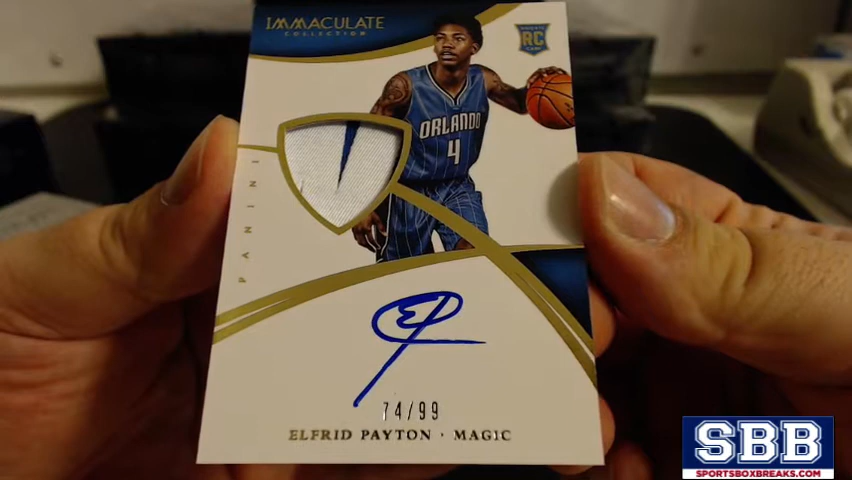 IMMACULATE
COLLECTION
ROOKIE
RC
CARD
ORLANDO
4
PANINI
74/99
ELFRID PAYTON · MAGIC
SBB
SPORTSBOXBREAKS.COM